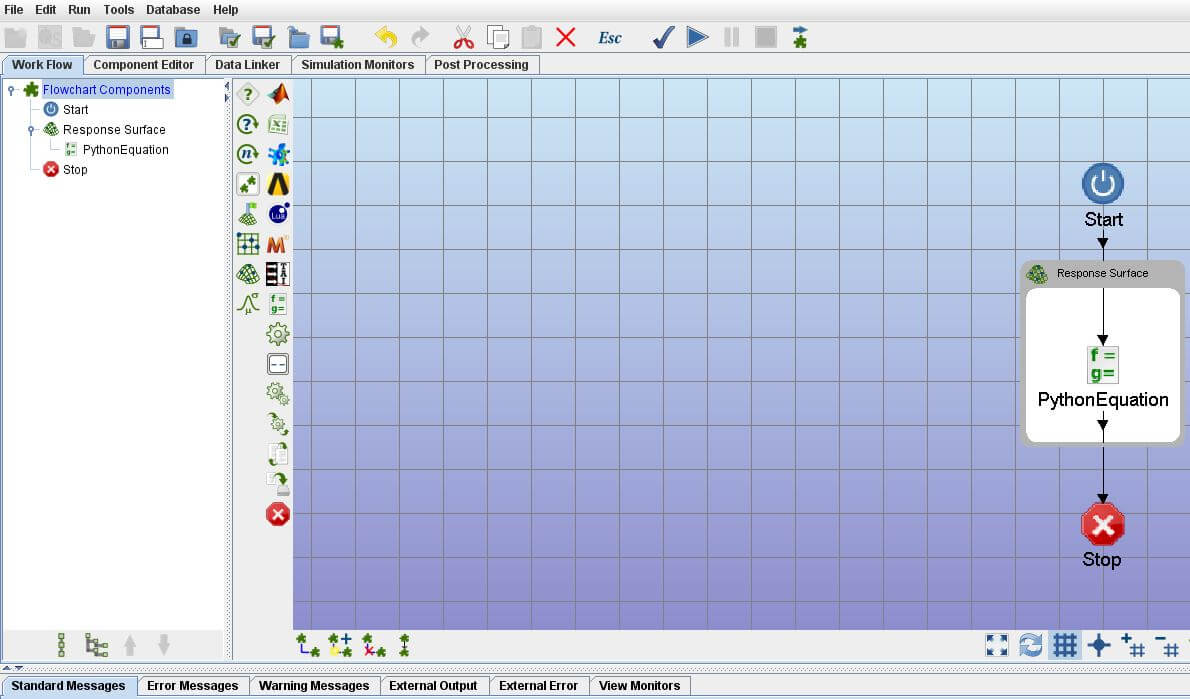 File Edit Run Tools Database Help
Esc
Work Flow Component Editor Data Linker Simulation Monitors Post Processing
Flowchart Components
Start
Response Surface
f=
g=
PythonEquation
Stop
?
?
n
Lua
M
TAI
μ σ
f=
g=
Start
Response Surface
f =
g=
PythonEquation
Stop
Standard Messages Error Messages Warning Messages External Output External Error View Monitors